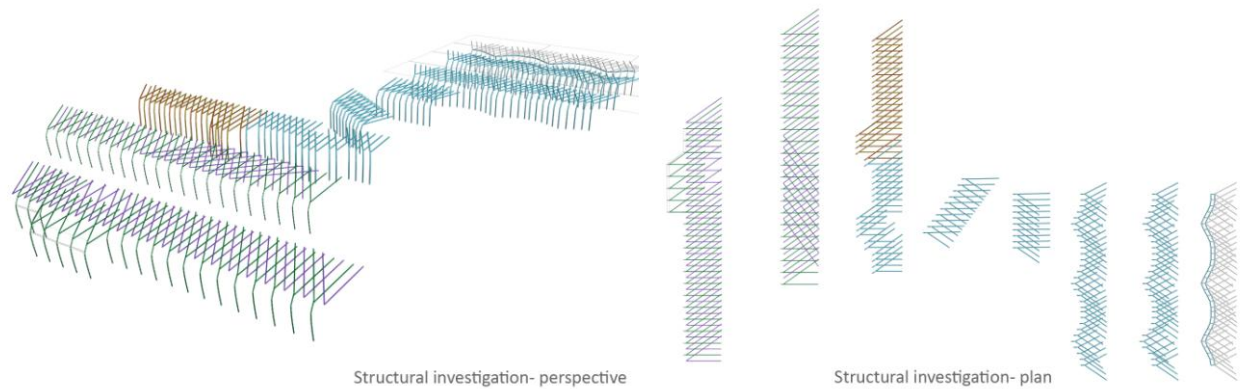 Structural investigation- perspective
Structural investigation- plan